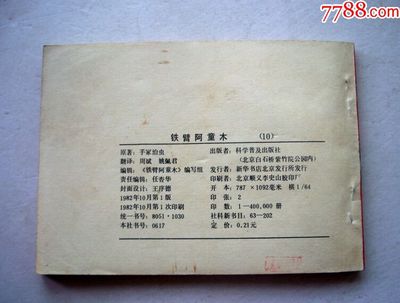 7788.com
铁臂阿童木 (10)
原著：手冢治虫 出版者：科学普及出版社
翻译：周斌 姚佩君 （北京白石桥紫竹院公园内）
编辑：《铁臂阿童木》编写组 发行者：新华书店北京发行所发行
责任编辑：任杏华 印刷者：北京顺义李史山胶印厂
封面设计：王序德 开本：787×1092毫米 横1/64
1982年10月第1版 印张：2
1982年10月第1次印刷 印数：1—400,000册
统一书号：8051·1030 社科新书目：63—202
本社书号：0617 定价：0.21元